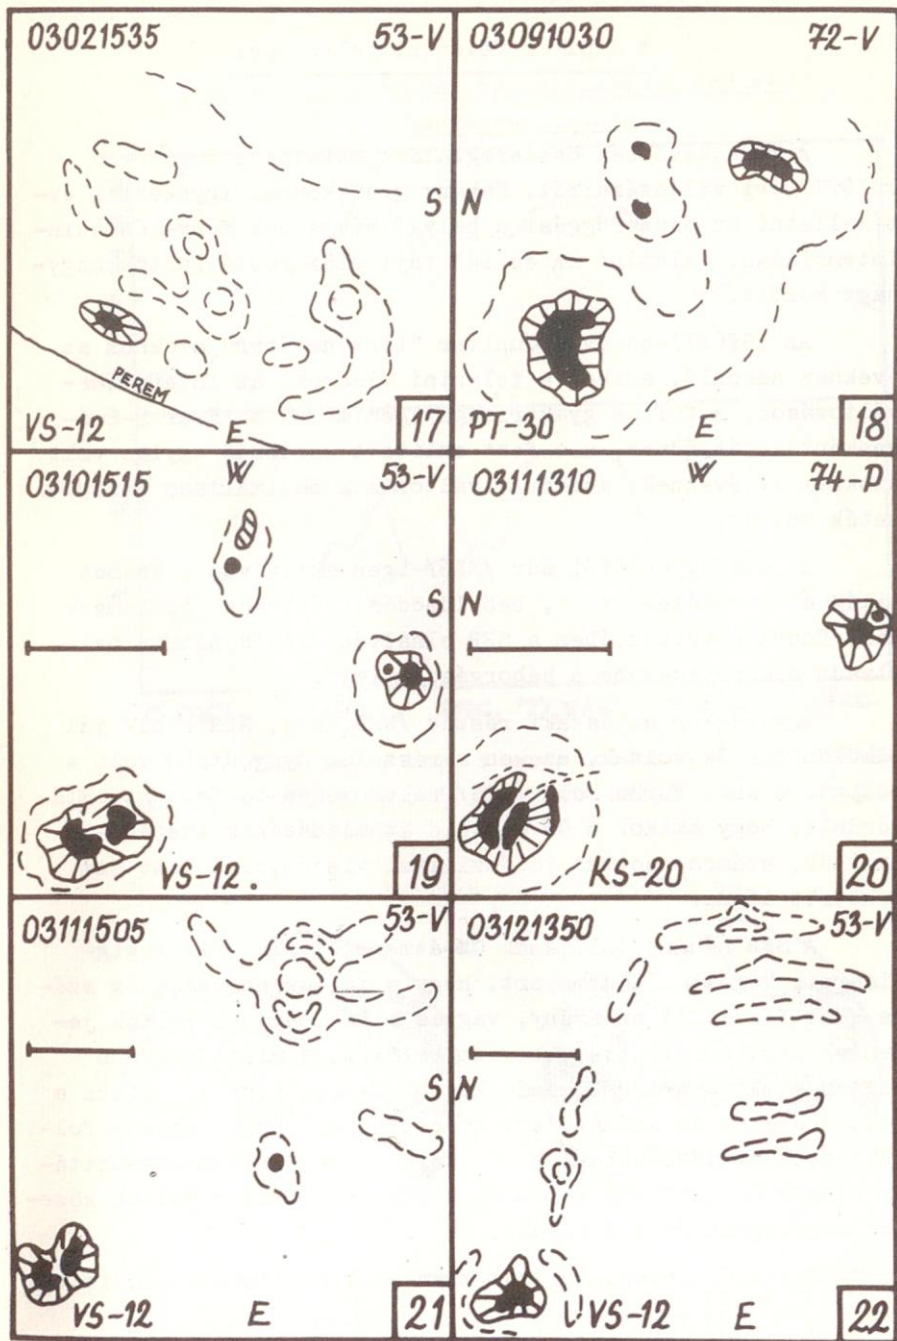 03021535 53-V
S
PEREM
VS-12 E 17
03091030 72-V
N
PT-30 E 18
03101515 W 53-V
S
VS-12. 19
03111310 W 74-P
N
KS-20 20
03111505 53-V
S
VS-12 E 21
03121350 53-V
N
VS-12 E 22